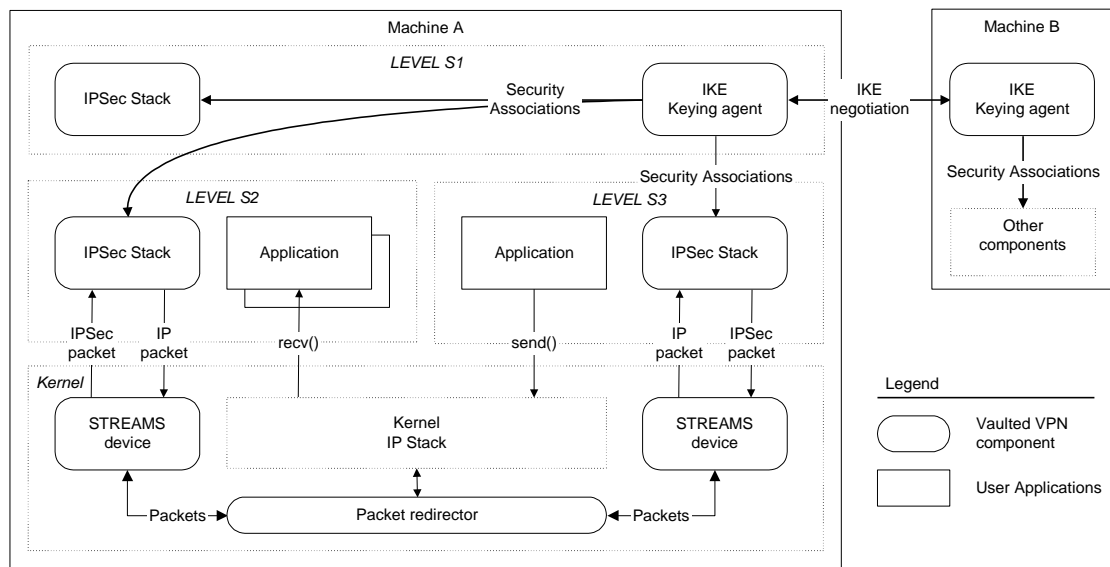 Machine A
Machine B
LEVEL S1
IPSec Stack
Security
Associations
IKE
Keying agent
IKE
negotiation
IKE
Keying agent
Security Associations
Security Associations
LEVEL S2
LEVEL S3
Other
components
IPSec Stack
Application
Application
IPSec Stack
IPSec
packet
IP
packet
recv()
send()
IP
packet
IPSec
packet
Kernel
STREAMS
device
Kernel
IP Stack
STREAMS
device
Packets
Packet redirector
Packets
Legend
Vaulted VPN
component
User Applications